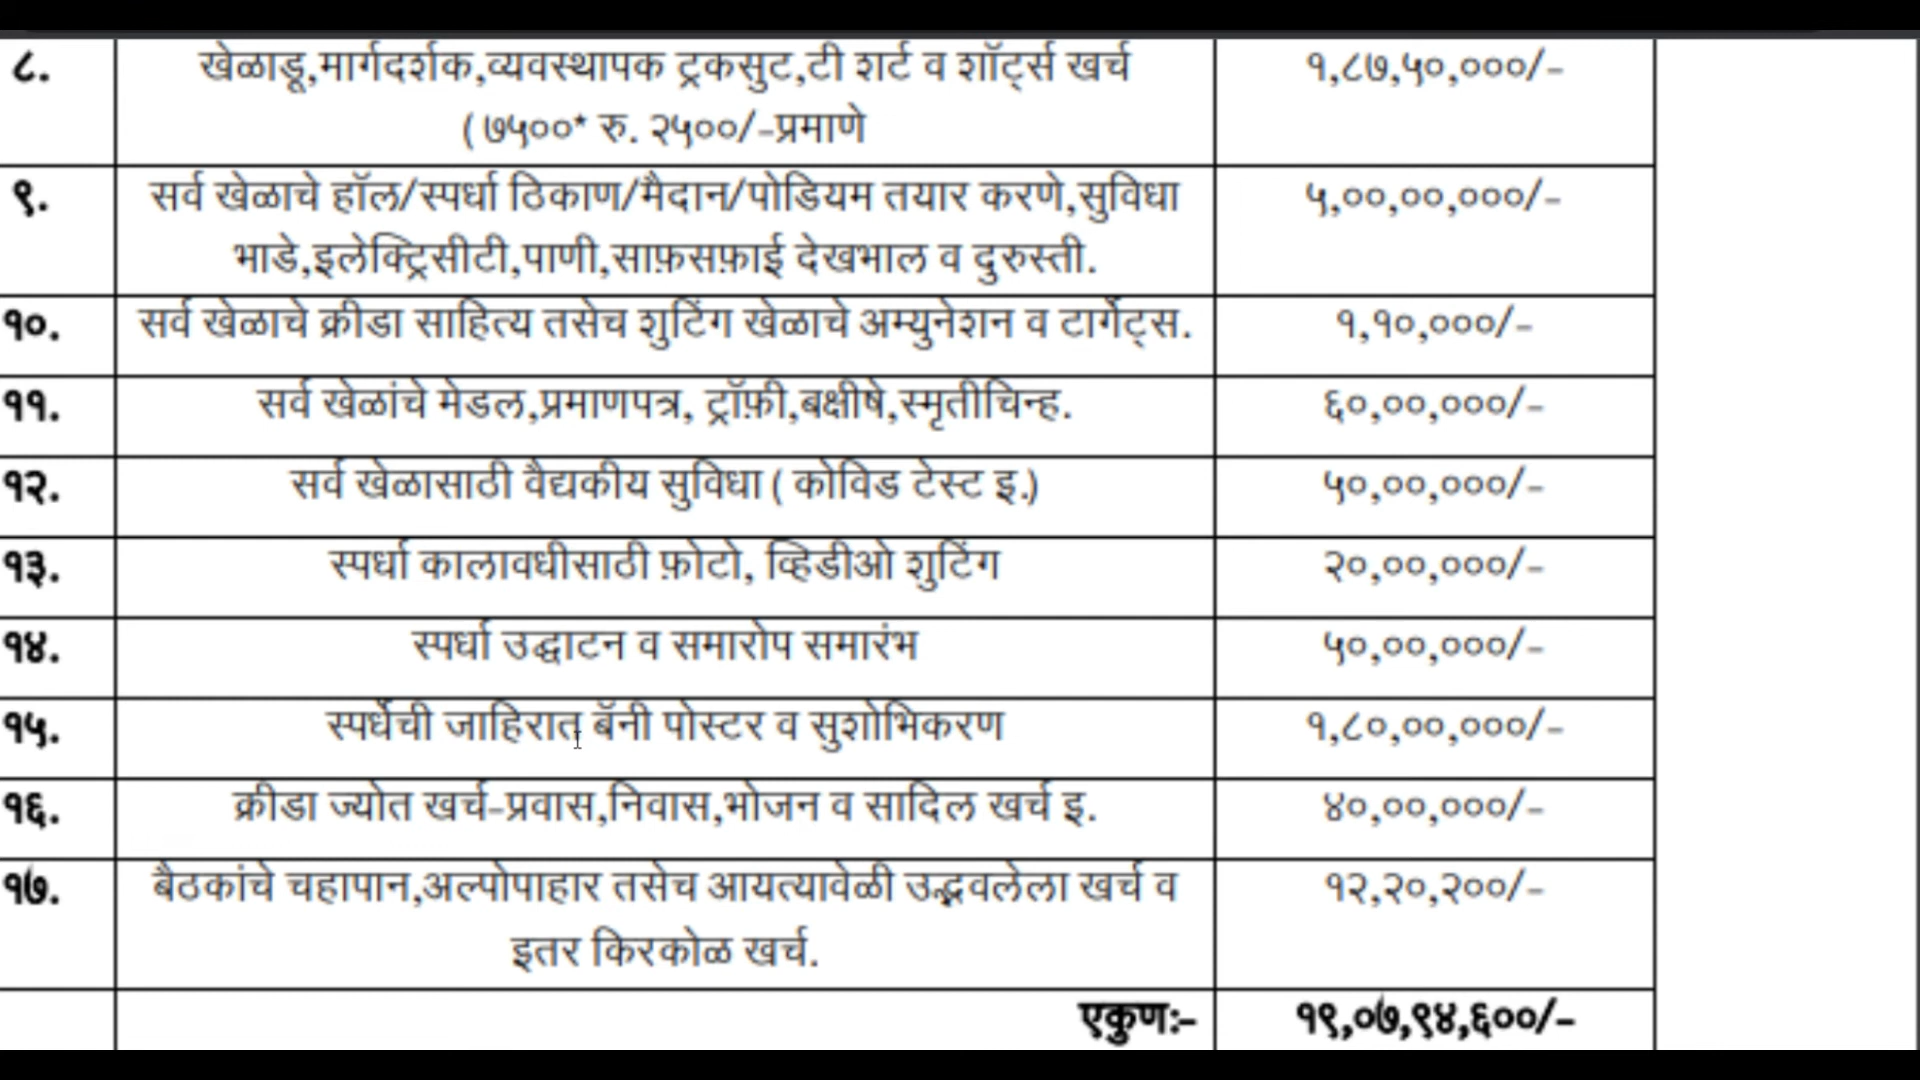 ८. खेळाडू,मार्गदर्शक,व्यवस्थापक ट्रकसुट,टी शर्ट व शॉर्ट्स खर्च १,८७,५०,०००/-
( ७५००* रु. २५००/-प्रमाणे
९. सर्व खेळाचे हॉल/स्पर्धा ठिकाण/मैदान/पोडियम तयार करणे,सुविधा ५,००,००,०००/-
भाडे,इलेक्ट्रिसीटी,पाणी,साफ़सफ़ाई देखभाल व दुरुस्ती.
१०. सर्व खेळाचे क्रीडा साहित्य तसेच शुटिंग खेळाचे अम्युनेशन व टार्गेट्स. १,१०,०००/-
११. सर्व खेळांचे मेडल,प्रमाणपत्र, ट्रॉफ़ी,बक्षीषे,स्मृतीचिन्ह. ६०,००,०००/-
१२. सर्व खेळासाठी वैद्यकीय सुविधा ( कोविड टेस्ट इ.) ५०,००,०००/-
१३. स्पर्धा कालावधीसाठी फ़ोटो, व्हिडीओ शुटिंग २०,००,०००/-
१४. स्पर्धा उद्घाटन व समारोप समारंभ ५०,००,०००/-
१५. स्पर्धेची जाहिरात बॅनी पोस्टर व सुशोभिकरण १,८०,००,०००/-
१६. क्रीडा ज्योत खर्च-प्रवास,निवास,भोजन व सादिल खर्च इ. ४०,००,०००/-
१७. बैठकांचे चहापान,अल्पोपाहार तसेच आयत्यावेळी उद्भवलेला खर्च व १२,२०,२००/-
इतर किरकोळ खर्च.
एकुण:- १९,०७,९४,६००/-